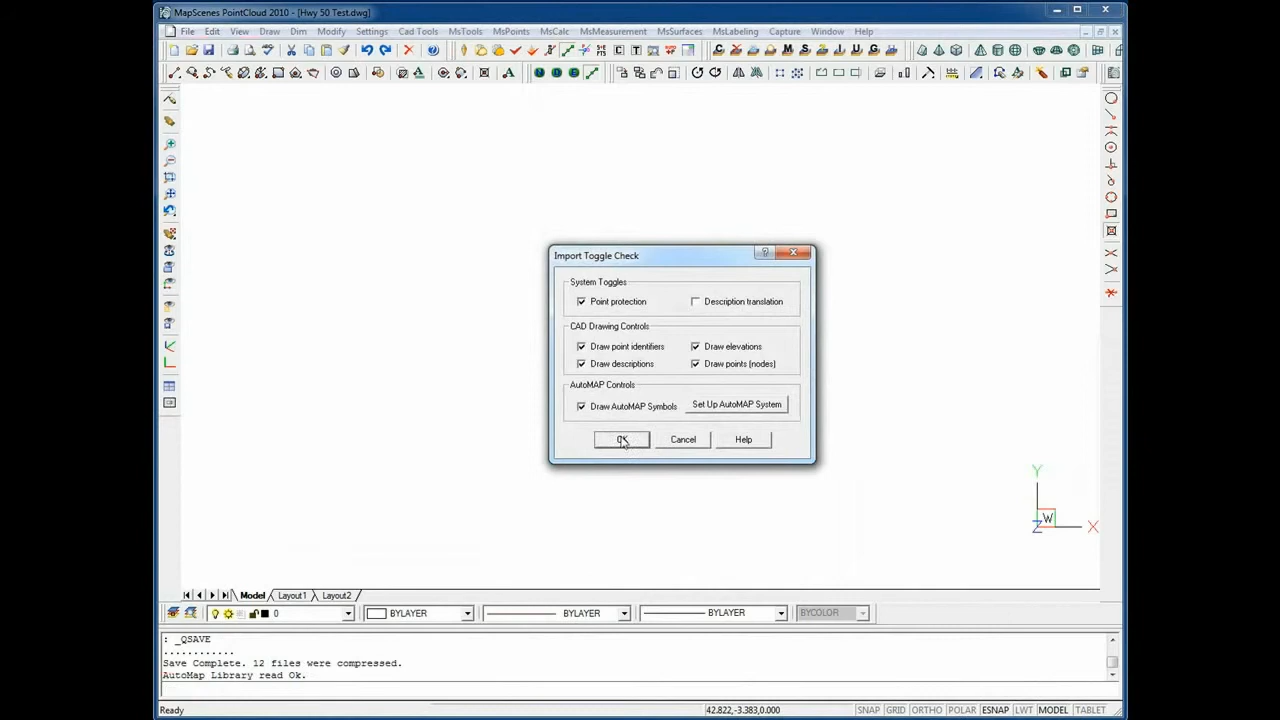 MapScenes PointCloud 2010 - [Hwy 50 Test.dwg]
File Edit View Draw Dim Modify Settings Cad Tools MsTools MsPoints MsCalc MsMeasurement MsSurfaces MsLabeling Capture Window Help
Import Toggle Check
System Toggles
Point protection Description translation
CAD Drawing Controls
Draw point identifiers Draw elevations
Draw descriptions Draw points (nodes)
AutoMAP Controls
Draw AutoMAP Symbols Set Up AutoMAP System
OK Cancel Help
Y
W
Z X
Model Layout1 Layout2
0 BYLAYER BYLAYER BYLAYER BYCOLOR
: _QSAVE
............
Save Complete. 12 files were compressed.
AutoMap Library read Ok.
Ready 42.822,-3.383,0.000 SNAP GRID ORTHO POLAR ESNAP LWT MODEL TABLET